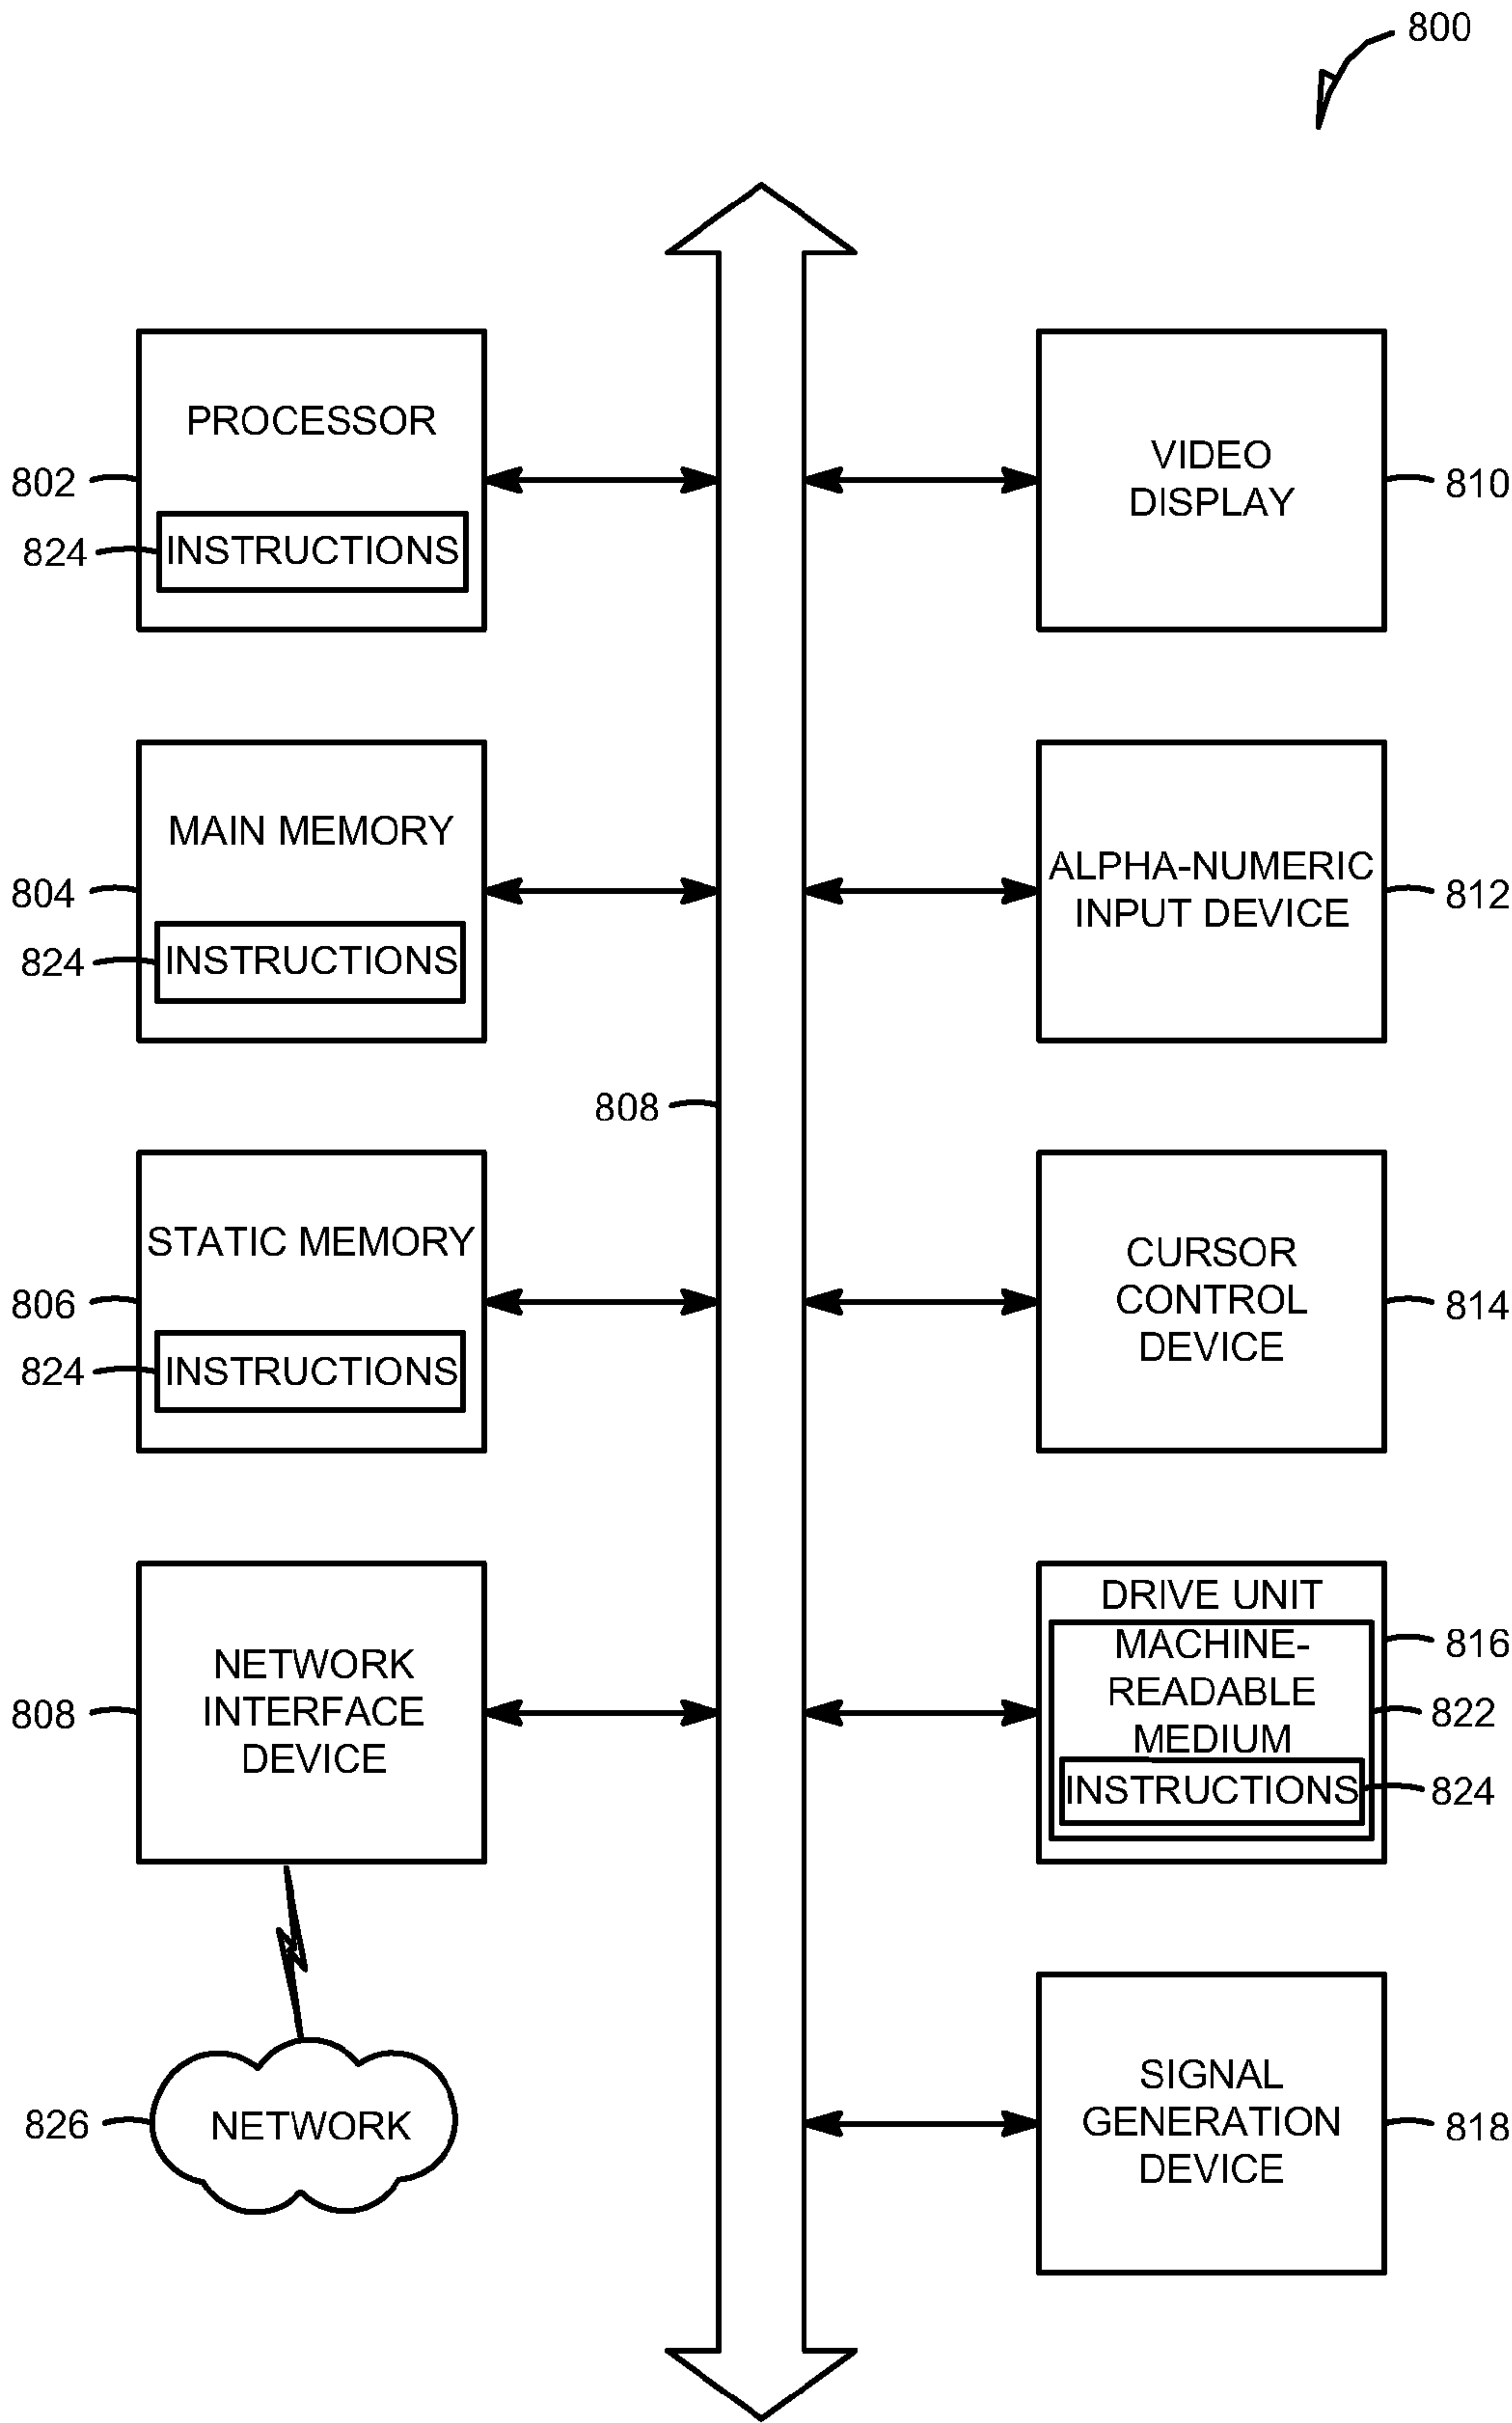 800
PROCESSOR
802
824
INSTRUCTIONS
VIDEO
DISPLAY
810
MAIN MEMORY
804
824
INSTRUCTIONS
ALPHA-NUMERIC
INPUT DEVICE
812
808
STATIC MEMORY
806
824
INSTRUCTIONS
CURSOR
CONTROL
DEVICE
814
NETWORK
INTERFACE
DEVICE
808
DRIVE UNIT
MACHINE-
READABLE
MEDIUM
INSTRUCTIONS
816
822
824
826
NETWORK
SIGNAL
GENERATION
DEVICE
818